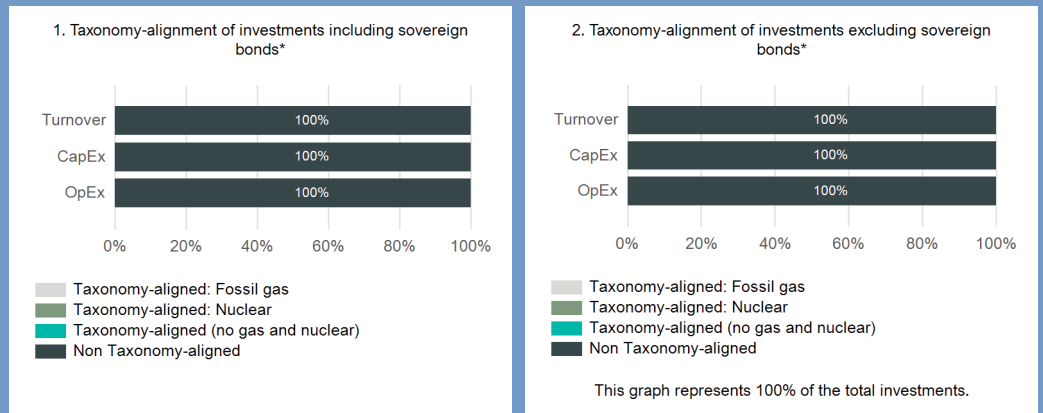 1. Taxonomy-alignment of investments including sovereign
bonds*
Turnover 100%
CapEx 100%
OpEx 100%
0% 20% 40% 60% 80% 100%
Taxonomy-aligned: Fossil gas
Taxonomy-aligned: Nuclear
Taxonomy-aligned (no gas and nuclear)
Non Taxonomy-aligned
2. Taxonomy-alignment of investments excluding sovereign
bonds*
Turnover 100%
CapEx 100%
OpEx 100%
0% 20% 40% 60% 80% 100%
Taxonomy-aligned: Fossil gas
Taxonomy-aligned: Nuclear
Taxonomy-aligned (no gas and nuclear)
Non Taxonomy-aligned
This graph represents 100% of the total investments.